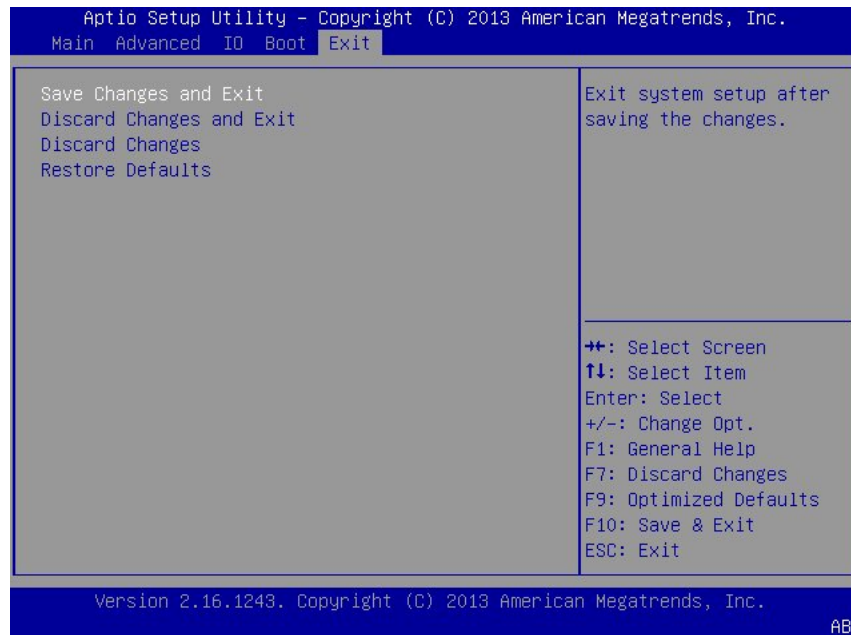 Aptio Setup Utility – Copyright (C) 2013 American Megatrends, Inc.
Main Advanced IO Boot Exit
Save Changes and Exit
Discard Changes and Exit
Discard Changes
Restore Defaults
Exit system setup after
saving the changes.
→←: Select Screen
↑↓: Select Item
Enter: Select
+/-: Change Opt.
F1: General Help
F7: Discard Changes
F9: Optimized Defaults
F10: Save & Exit
ESC: Exit
Version 2.16.1243. Copyright (C) 2013 American Megatrends, Inc.
AB